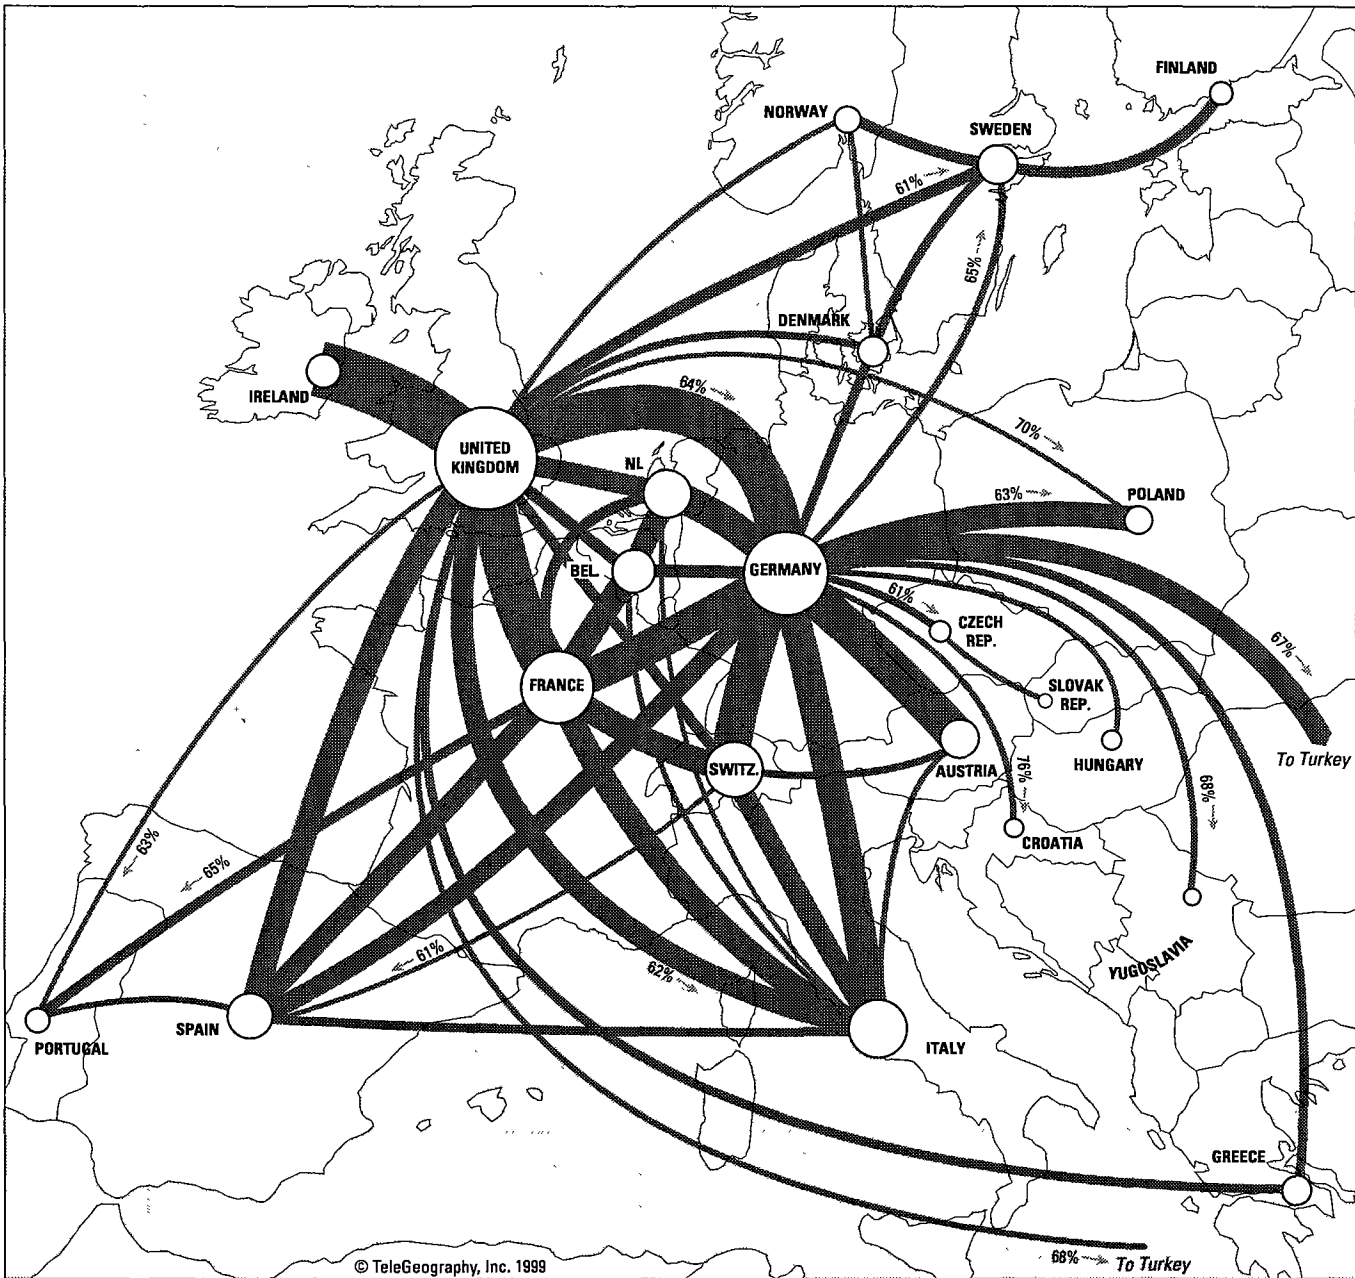 FINLAND
NORWAY
SWEDEN
61%
65%
DENMARK
IRELAND
64%
70%
UNITED
KINGDOM
NL
63%
POLAND
BEL.
GERMANY
61%
CZECH
REP.
67%
FRANCE
SLOVAK
REP.
SWITZ.
AUSTRIA
76%
HUNGARY
To Turkey
68%
CROATIA
63%
65%
61%
62%
YUGOSLAVIA
SPAIN
PORTUGAL
ITALY
GREECE
68%
To Turkey
© TeleGeography, Inc. 1999